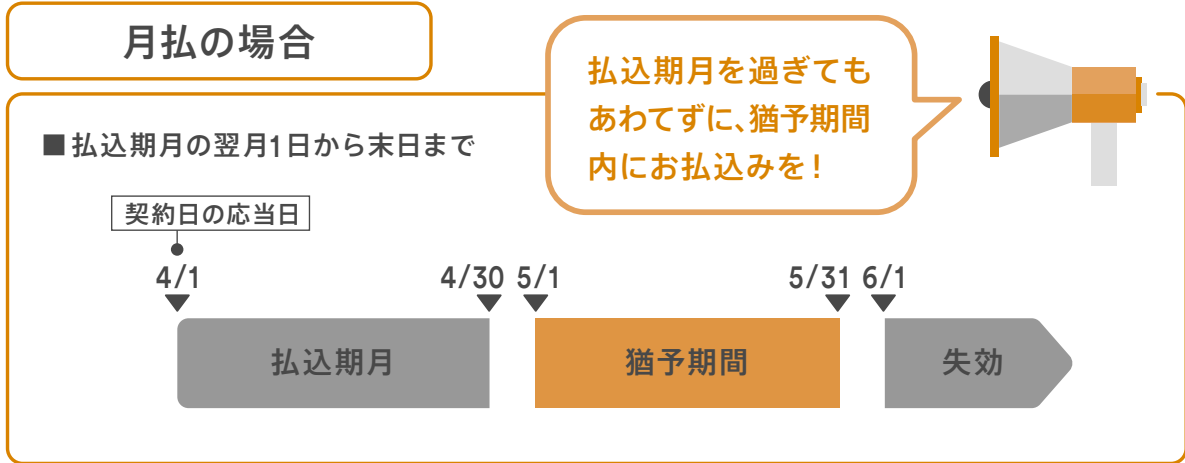 月払の場合
払込期月を過ぎても
あわてずに、猶予期間
内にお払込みを！
■払込期月の翌月1日から末日まで
契約日の応当日
4/1
4/30
5/1
5/31
6/1
払込期月
猶予期間
失効